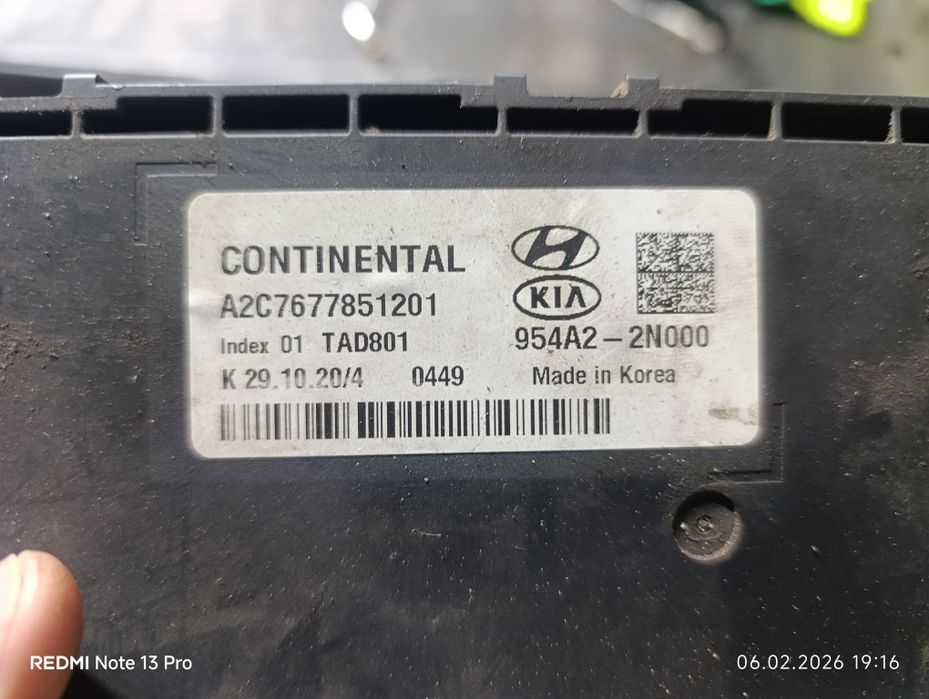 CONTINENTAL
A2C7677851201
Index 01 TAD801
K 29.10.20/4 0449
KIA
954A2-2N000
Made in Korea
REDMI Note 13 Pro
06.02.2026 19:16